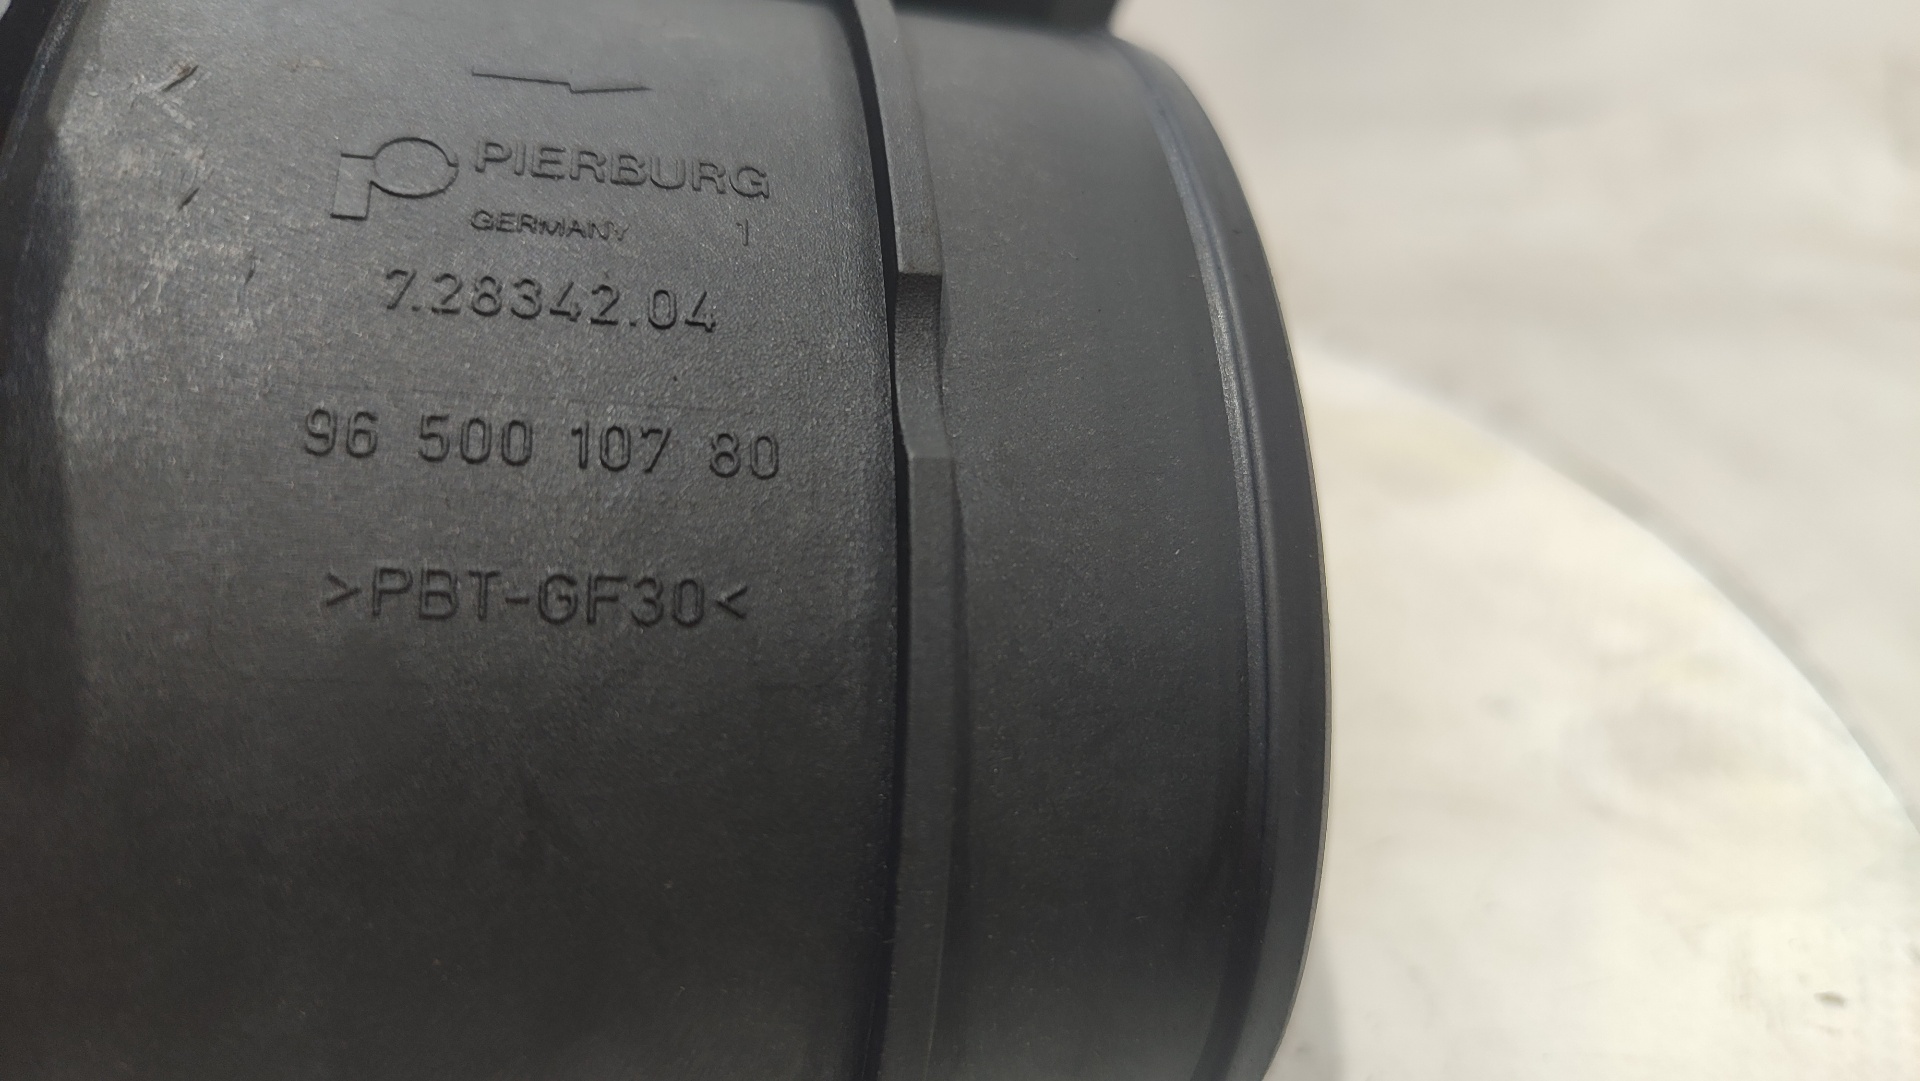 PIERBURG
GERMANY 1
7.28342.04
96 500 107 80
>PBT-GF30<